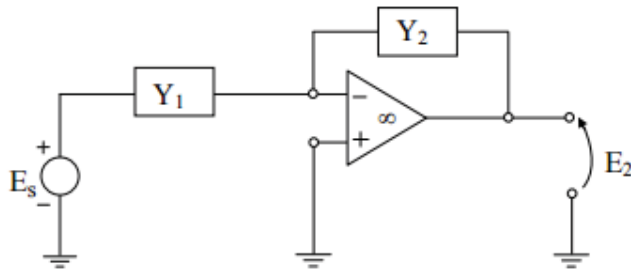 Y₂
Y₁
−
∞
+
+
Eₛ
−
E₂